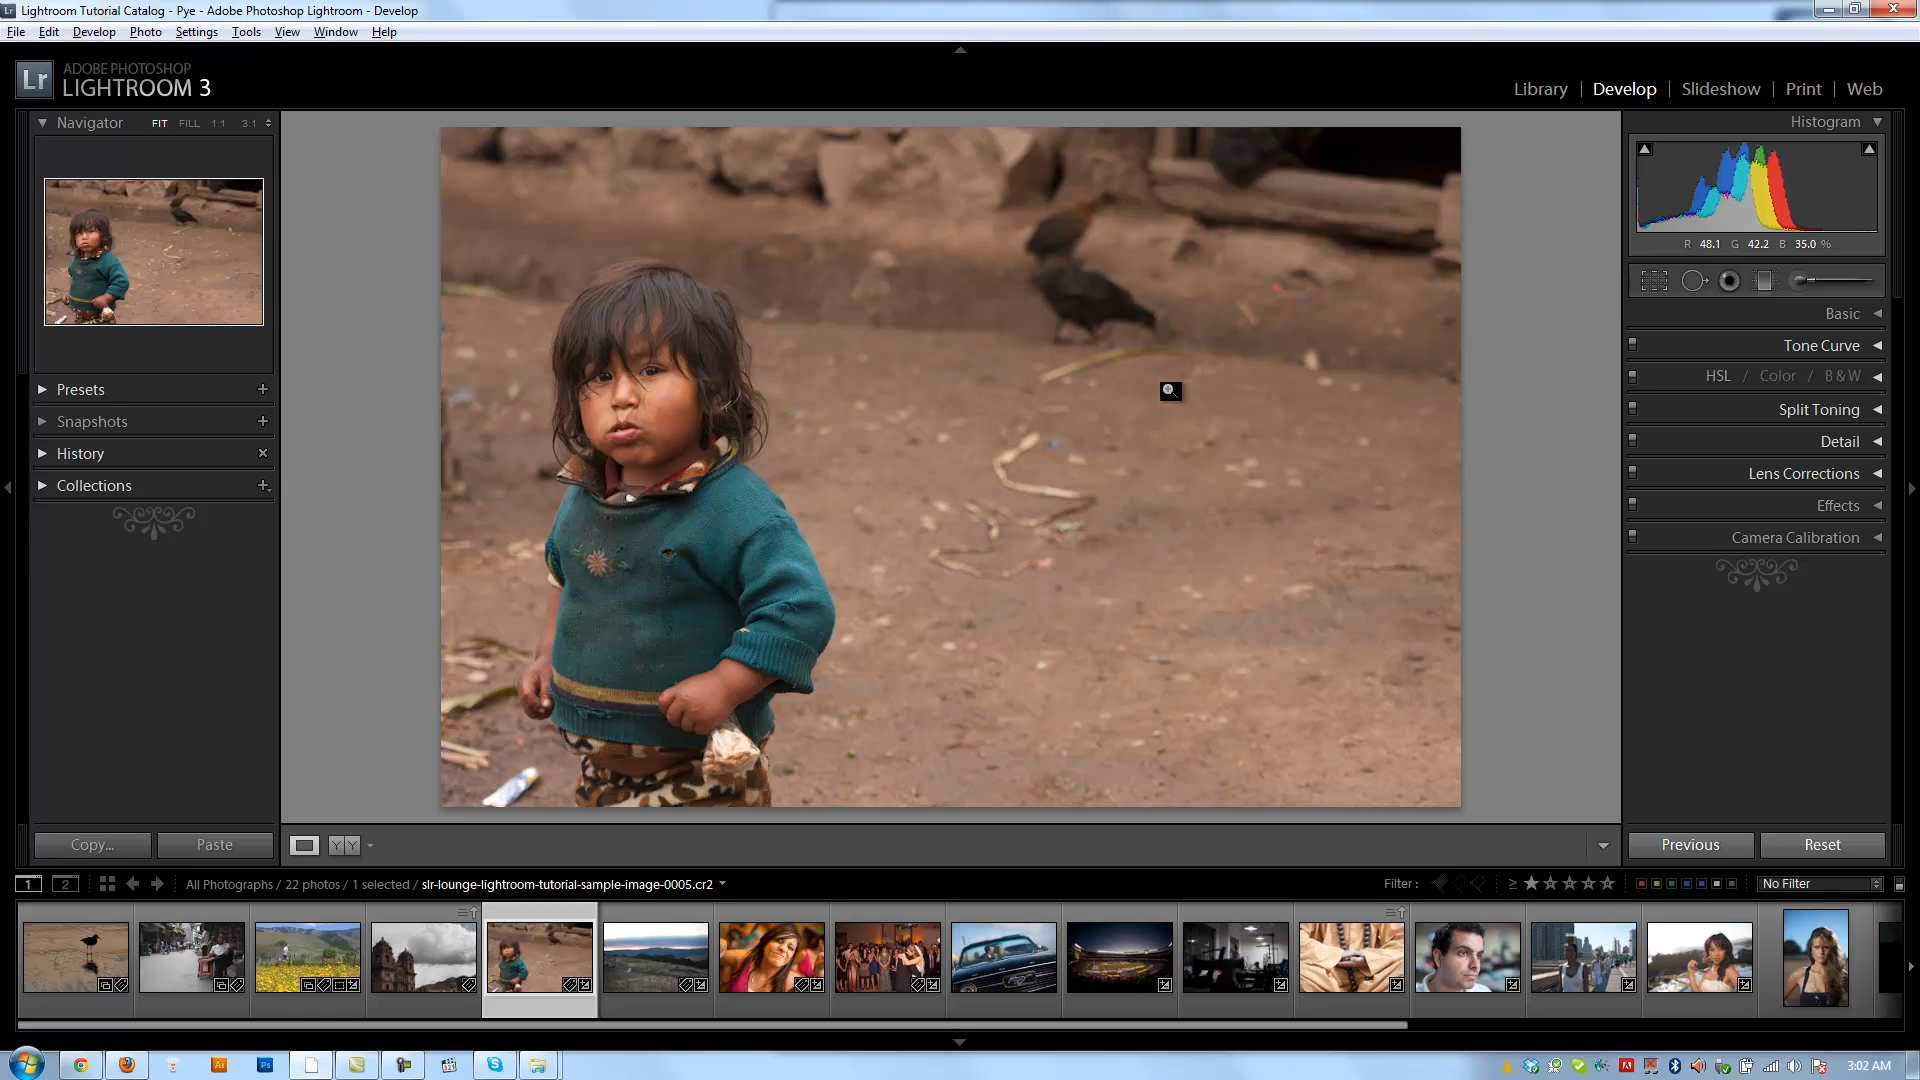 Lightroom Tutorial Catalog - Pye - Adobe Photoshop Lightroom - Develop
File Edit Develop Photo Settings Tools View Window Help
Lr ADOBE PHOTOSHOP
LIGHTROOM 3
Library | Develop | Slideshow | Print | Web
Navigator FIT FILL 1:1 3:1
Histogram
R 48.1 G 42.2 B 35.0 %
Basic
Tone Curve
HSL / Color / B & W
Split Toning
Detail
Lens Corrections
Effects
Camera Calibration
Presets
Snapshots
History
Collections
Copy... Paste
Y Y
Previous Reset
1 2 All Photographs / 22 photos / 1 selected / slr-lounge-lightroom-tutorial-sample-image-0005.cr2
Filter : ≥ No Filter
Ai Ps
3:02 AM